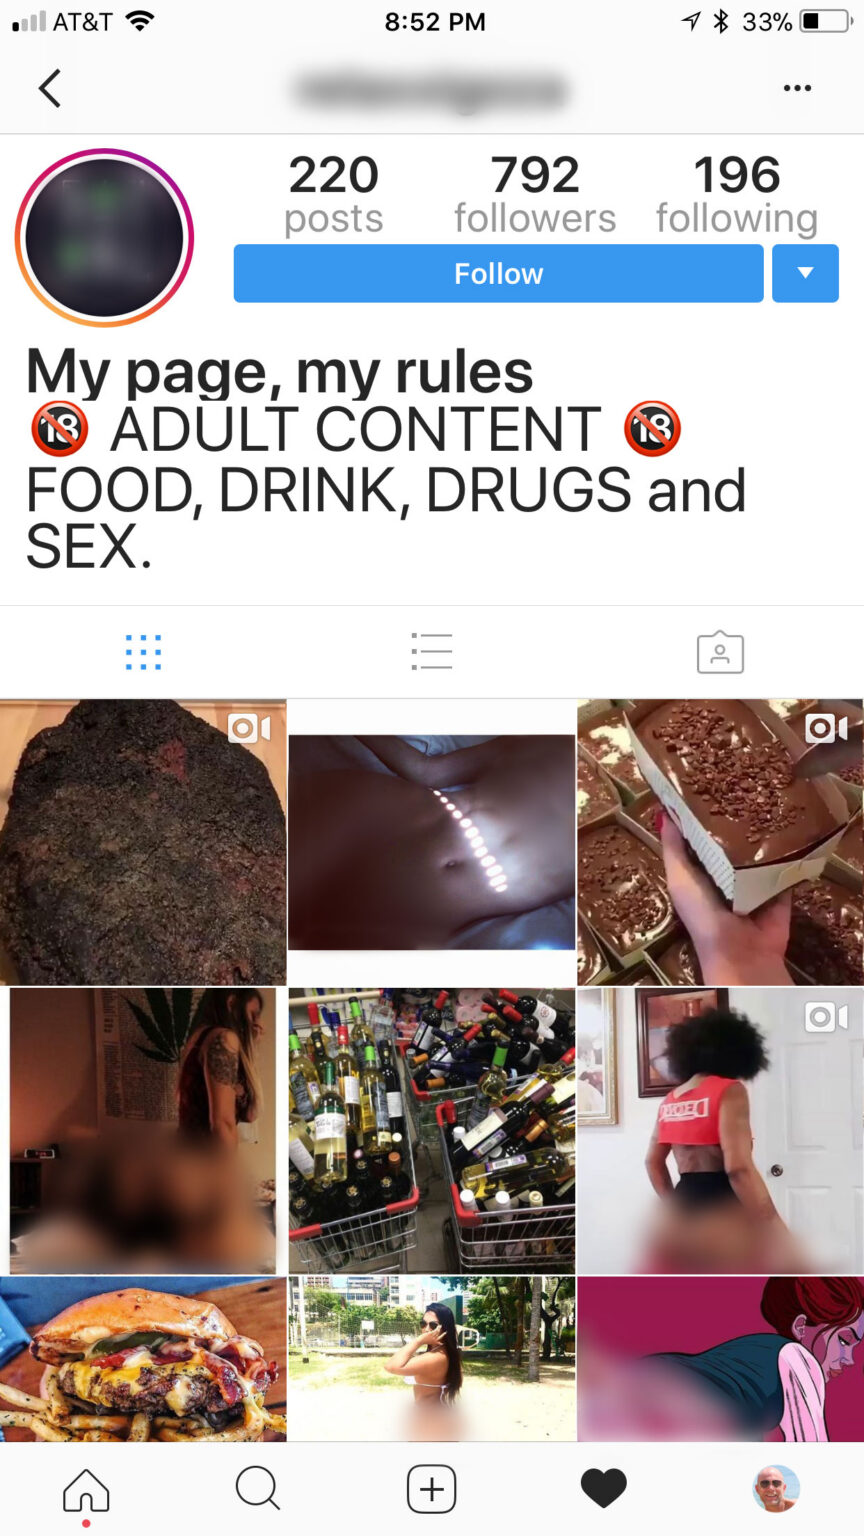 AT&T 8:52 PM 33%
220 792 196
posts followers following
Follow
My page, my rules
🔞 ADULT CONTENT 🔞
FOOD, DRINK, DRUGS and
SEX.